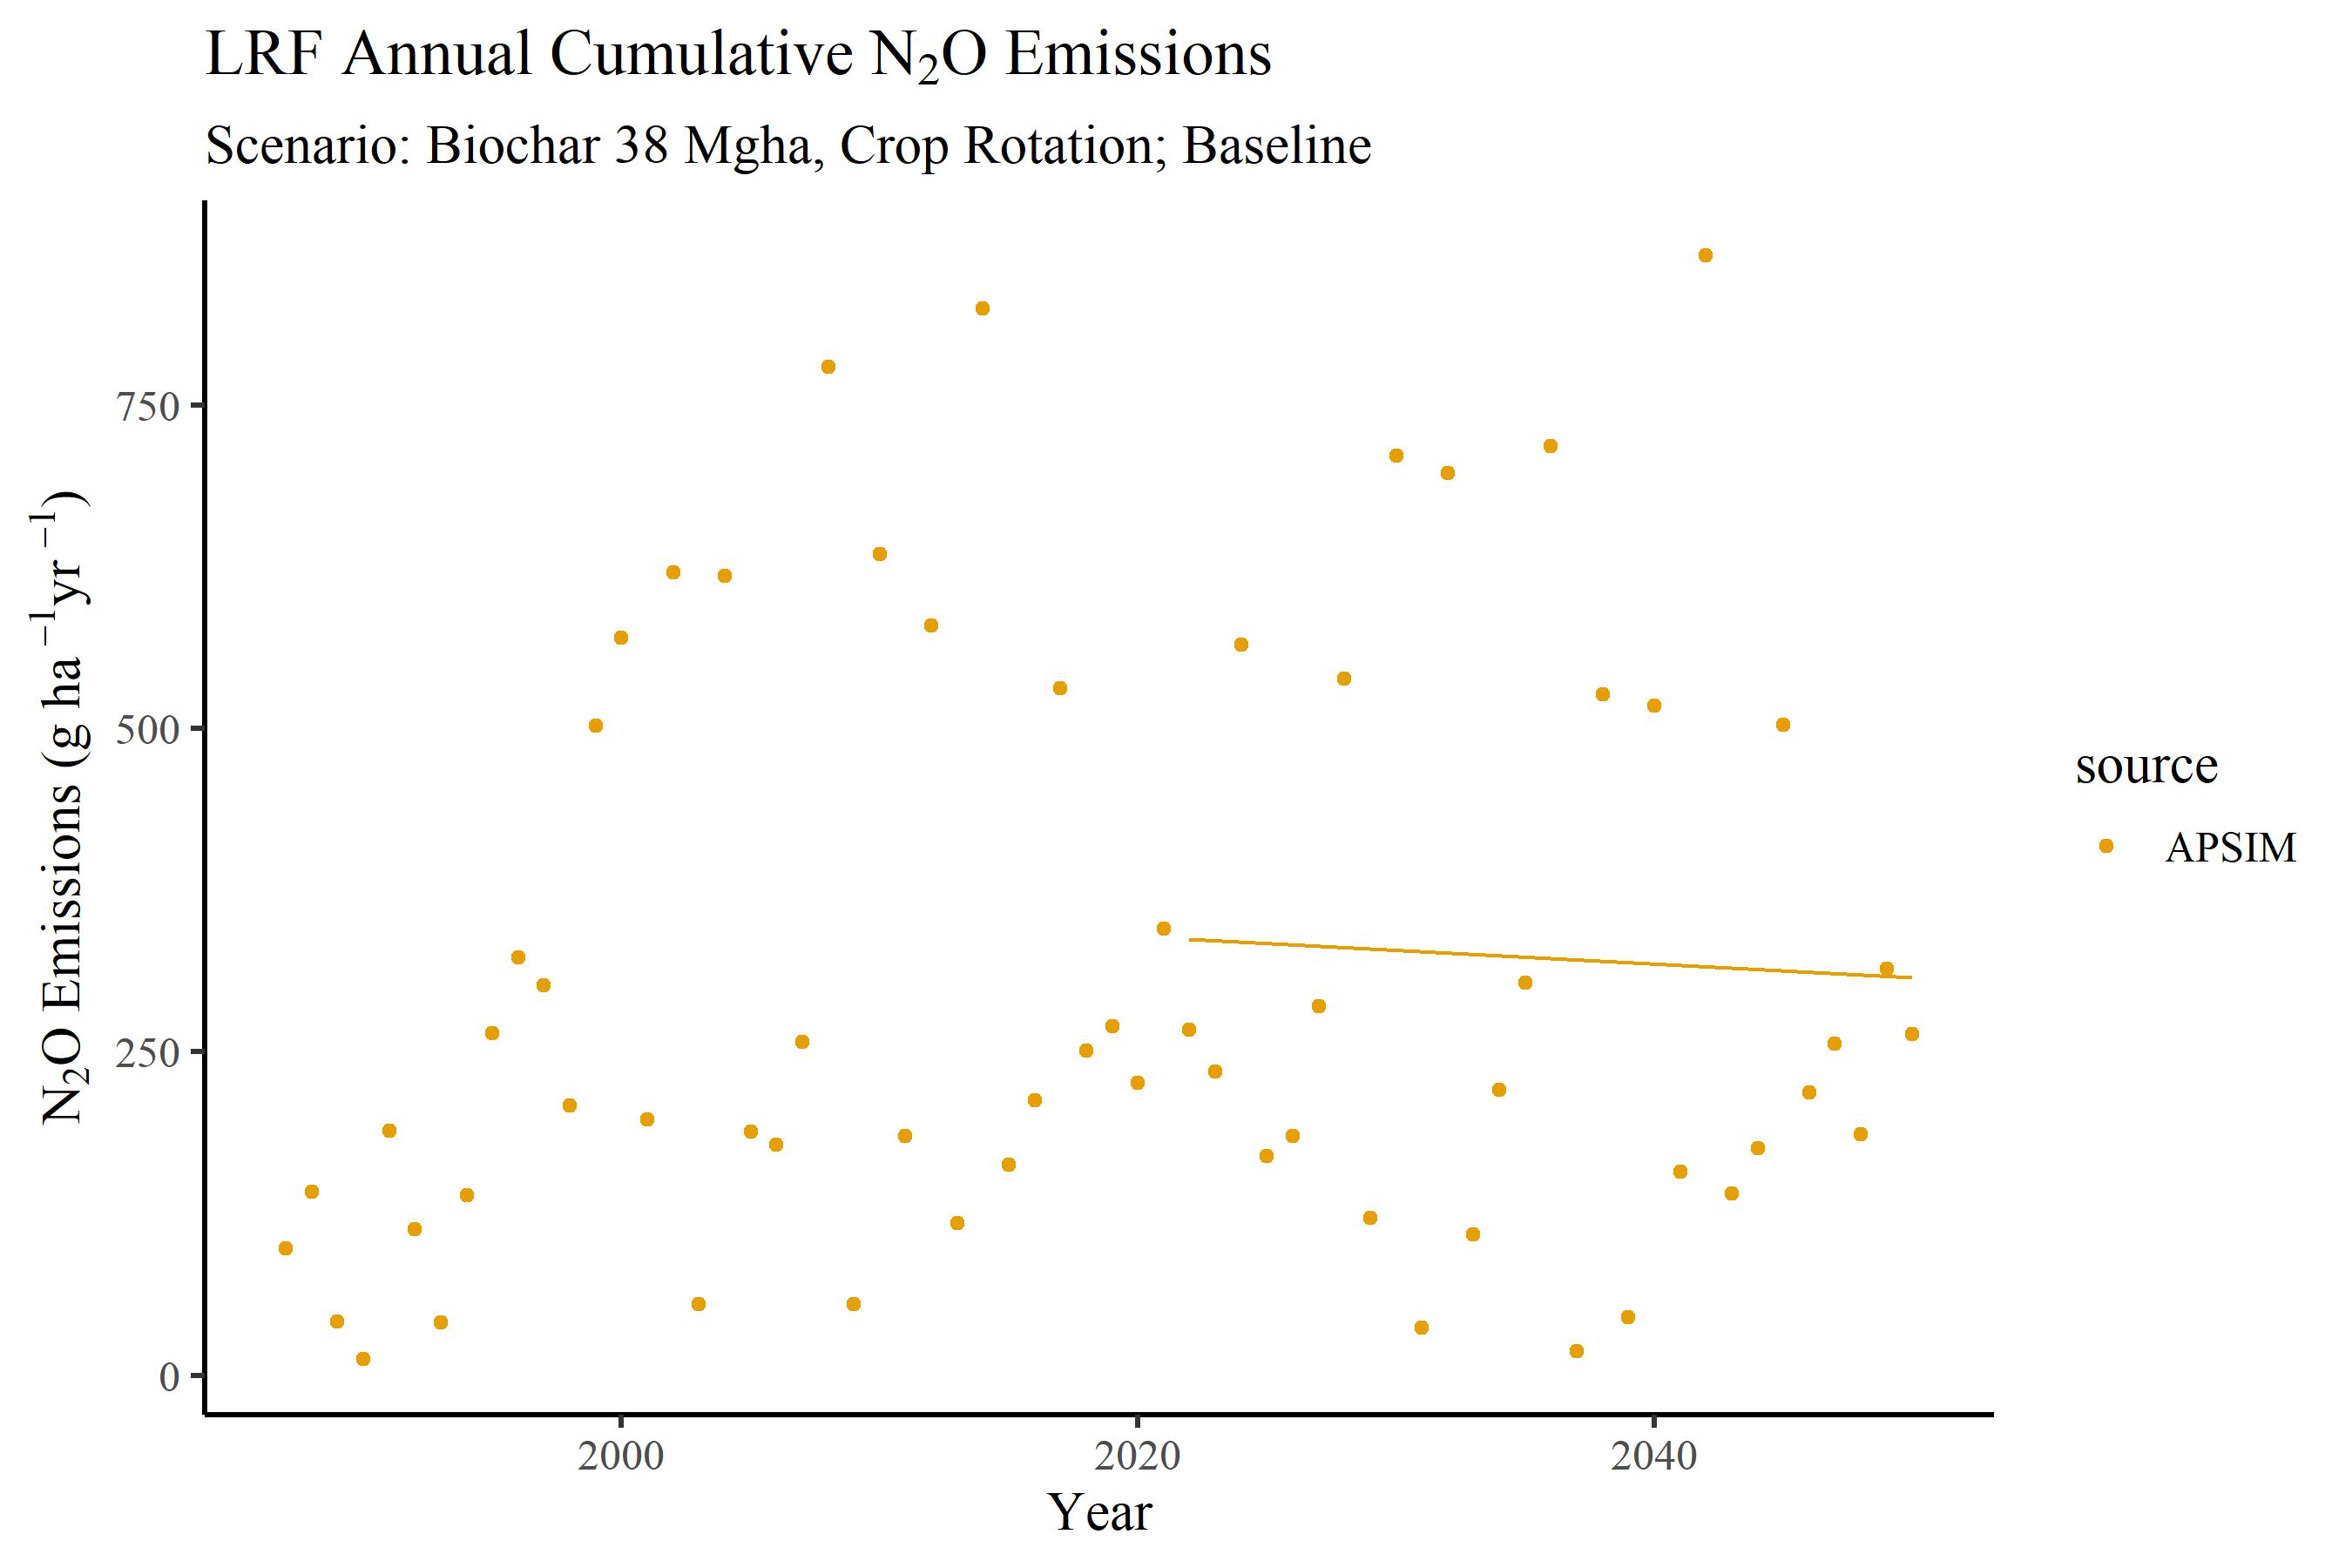 LRF Annual Cumulative N₂O Emissions
Scenario: Biochar 38 Mgha, Crop Rotation; Baseline
N₂O Emissions (g ha ⁻¹yr ⁻¹)
750
500
250
0
2000 2020 2040
Year
source
APSIM